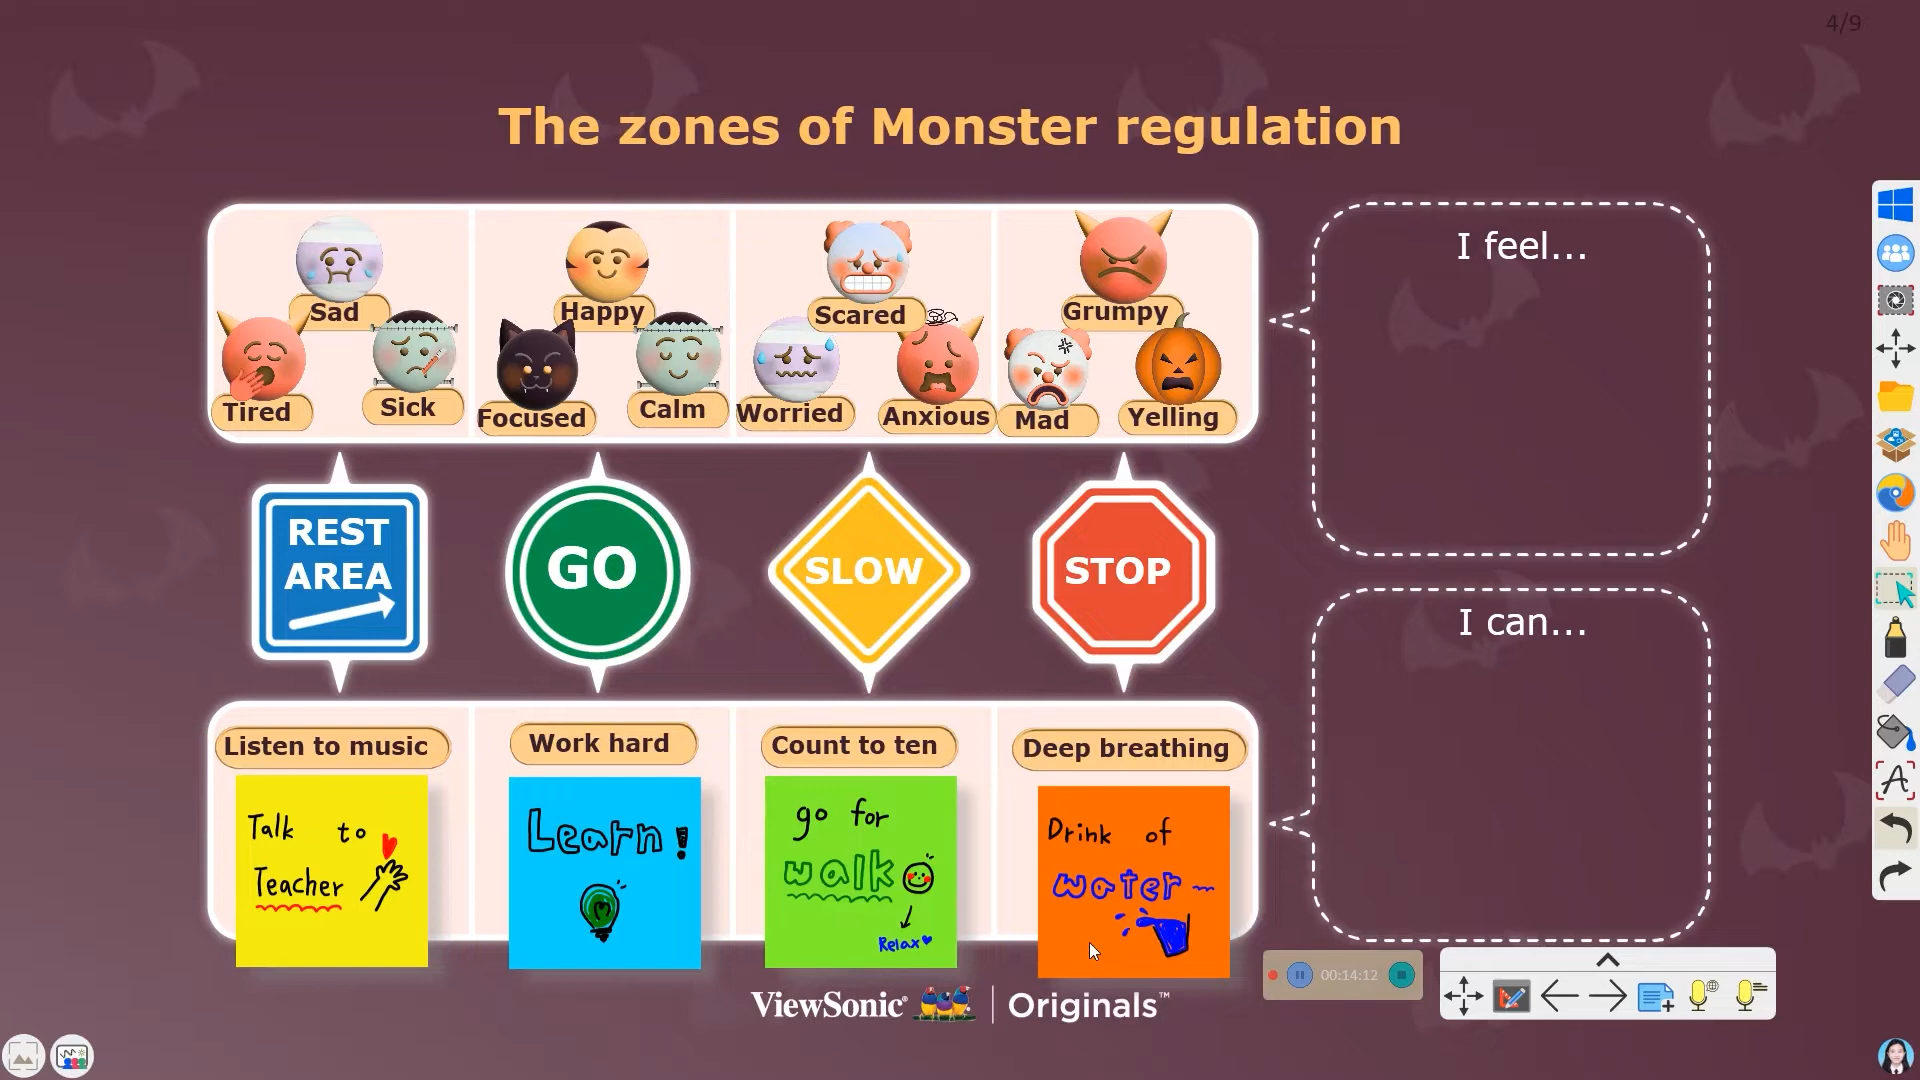 4/9
The zones of Monster regulation
Sad
Tired
Sick
Happy
Focused
Calm
Scared
Worried
Anxious
Grumpy
Mad
Yelling
I feel...
REST
AREA
GO
SLOW
STOP
I can...
Listen to music
Talk to
Teacher
Work hard
Learn!
Count to ten
go for
walk
Relax
Deep breathing
Drink of
water
00:14:12
ViewSonic® | Originals™